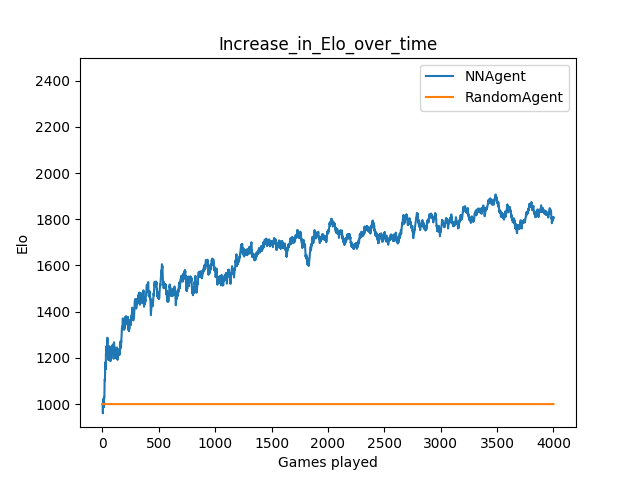 Increase_in_Elo_over_time
NNAgent
RandomAgent
2400
2200
2000
1800
1600
1400
1200
1000
Elo
0 500 1000 1500 2000 2500 3000 3500 4000
Games played